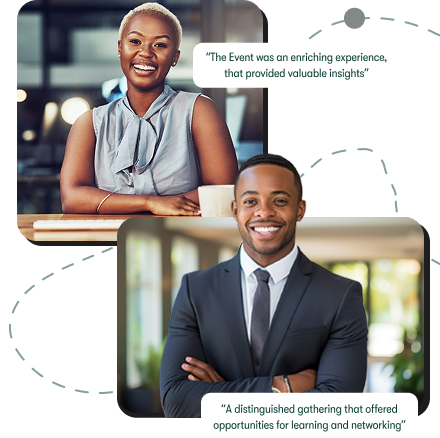 “The Event was an enriching experience,
that provided valuable insights”
“A distinguished gathering that offered
opportunities for learning and networking”